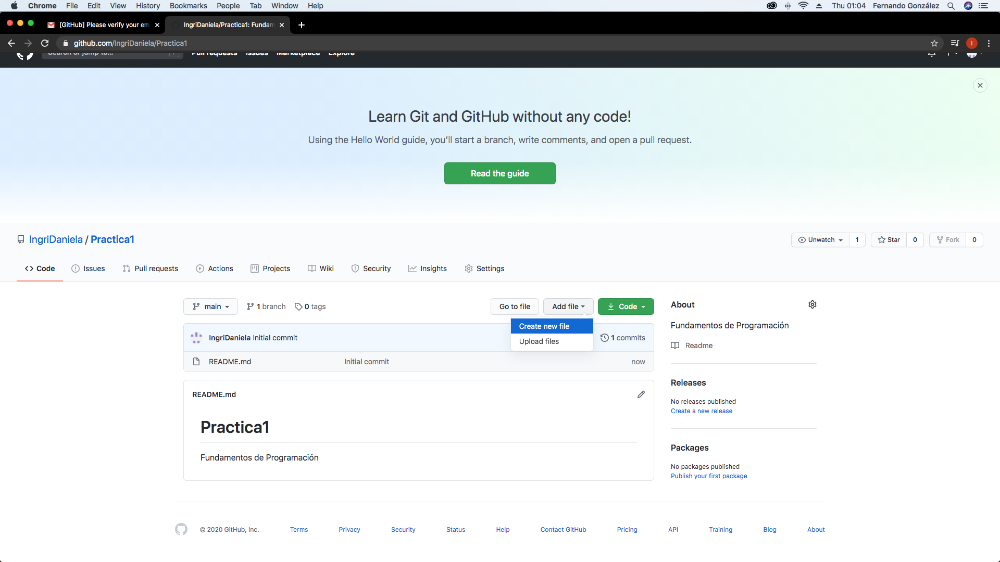 Chrome File Edit View History Bookmarks People Tab Window Help Thu 01:04 Fernando González
[GitHub] Please verify your em IngriDaniela/Practica1: Fundam
github.com/IngriDaniela/Practica1 I
Search or jump to... / Pull requests Issues Marketplace Explore
Learn Git and GitHub without any code!
Using the Hello World guide, you’ll start a branch, write comments, and open a pull request.
Read the guide
IngriDaniela / Practica1 Unwatch 1 Star 0 Fork 0
Code Issues Pull requests Actions Projects Wiki Security Insights Settings
main 1 branch 0 tags Go to file Add file Code
Create new file
Upload files
IngriDaniela Initial commit 1 commits
README.md Initial commit now
README.md
Practica1
Fundamentos de Programación
About
Fundamentos de Programación
Readme
Releases
No releases published
Create a new release
Packages
No packages published
Publish your first package
© 2020 GitHub, Inc. Terms Privacy Security Status Help Contact GitHub Pricing API Training Blog About